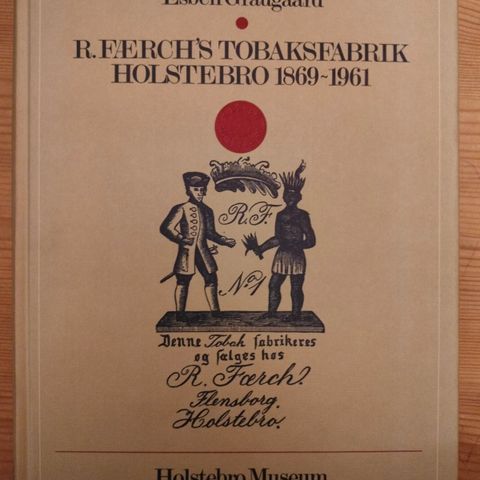 Esben Graugaard
R. FÆRCH'S TOBAKSFABRIK
HOLSTEBRO 1869~1961
R. F.
No 1
Denne Tobak fabrikeres
og sælges hos
R. Færch.
Flensborg.
Holstebro.
Holstebro Museum